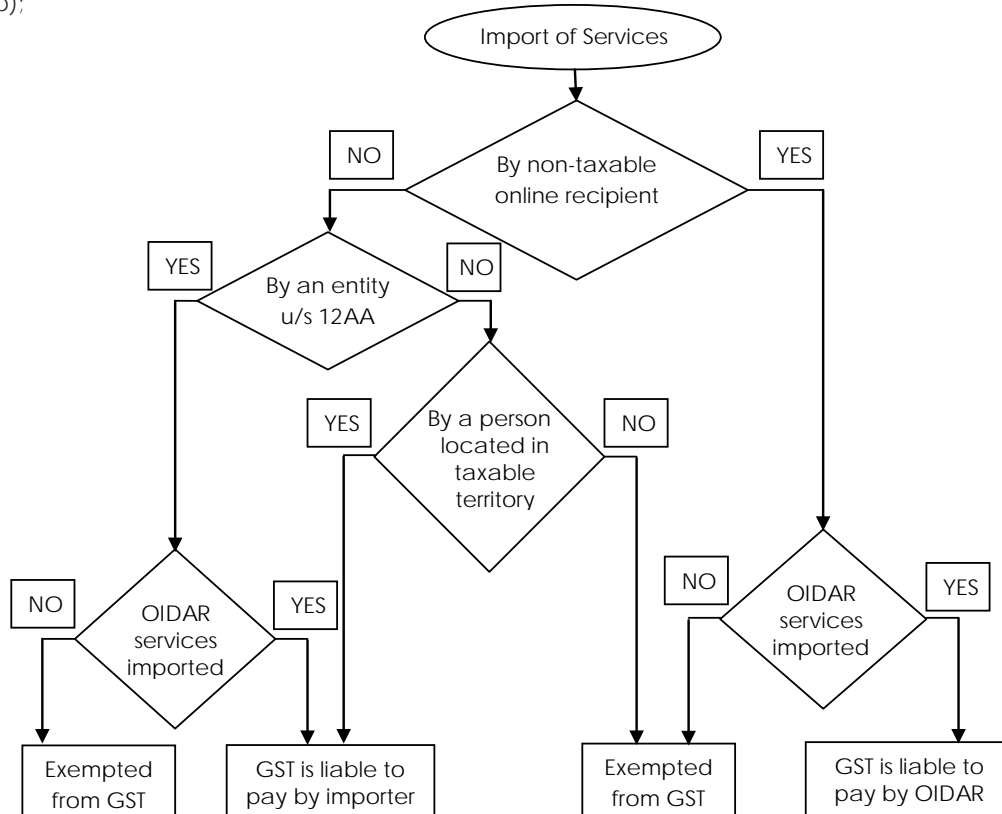 Import of Services
NO
YES
By non-taxable
online recipient
YES
NO
By an entity
u/s 12AA
YES
NO
By a person
located in
taxable
territory
NO
YES
OIDAR
services
imported
NO
YES
OIDAR
services
imported
Exempted
from GST
GST is liable to
pay by importer
Exempted
from GST
GST is liable to
pay by OIDAR